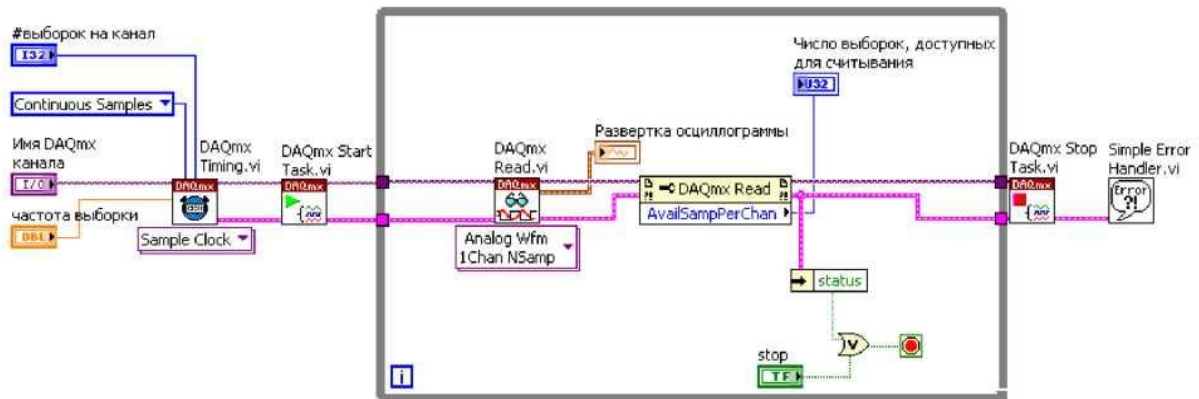 #выборок на канал
I32
Continuous Samples
Имя DAQmx
канала
I/O
частота выборки
DBL
DAQmx
Timing.vi
DAQmx
Sample Clock
DAQmx Start
Task.vi
DAQmx
DAQmx
Read.vi
DAQmx
Analog Wfm
1Chan NSamp
Развертка осциллограммы
DAQmx Read
AvailSampPerChan
Число выборок, доступных
для считывания
U32
status
V
stop
TF
i
DAQmx Stop
Task.vi
DAQmx
Simple Error
Handler.vi
Error
?!